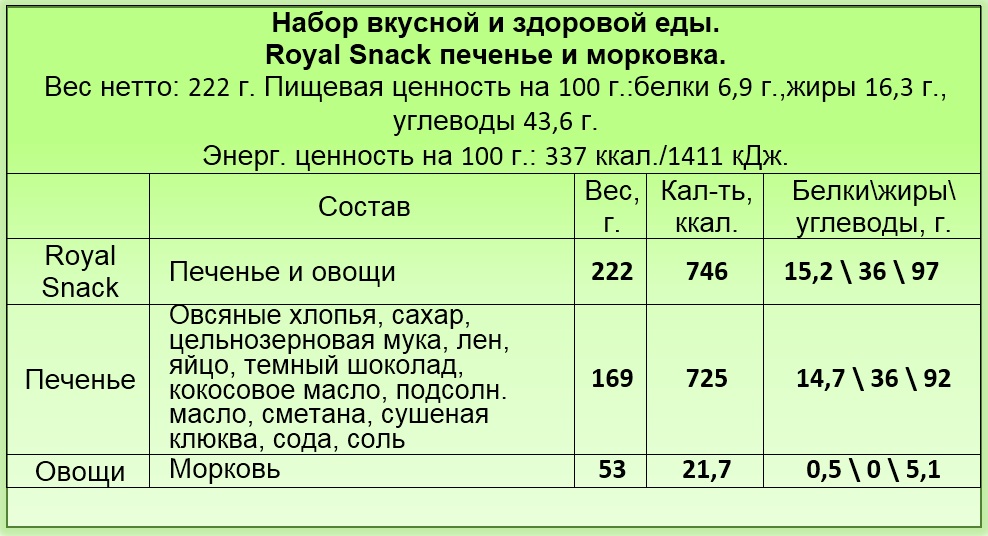 Набор вкусной и здоровой еды.
Royal Snack печенье и морковка.
Вес нетто: 222 г. Пищевая ценность на 100 г.:белки 6,9 г.,жиры 16,3 г.,
углеводы 43,6 г.
Энерг. ценность на 100 г.: 337 ккал./1411 кДж.
Состав
Вес,
г.
Кал-ть,
ккал.
Белки\жиры\
углеводы, г.
Royal
Snack
Печенье и овощи
222
746
15,2 \ 36 \ 97
Печенье
Овсяные хлопья, сахар,
цельнозерновая мука, лен,
яйцо, темный шоколад,
кокосовое масло, подсолн.
масло, сметана, сушеная
клюква, сода, соль
169
725
14,7 \ 36 \ 92
Овощи
Морковь
53
21,7
0,5 \ 0 \ 5,1